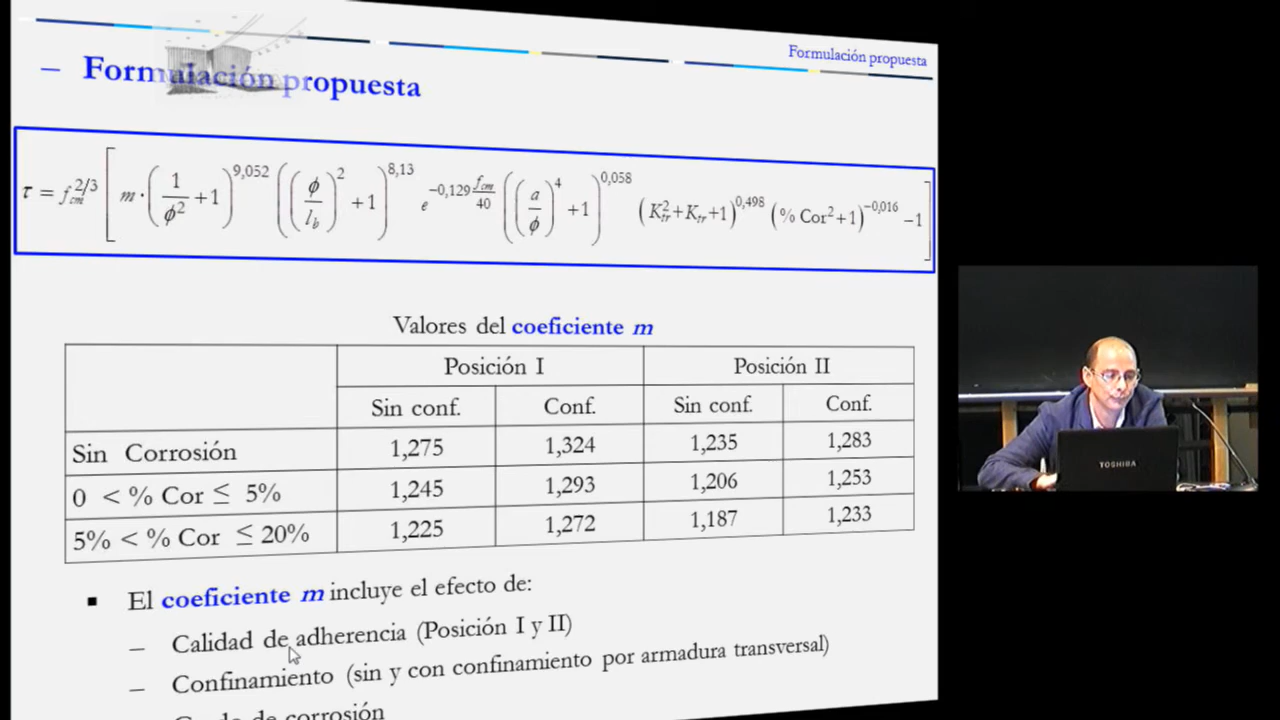 Formulación propuesta
– Formulación propuesta
τ = f_cm^2/3 [ m · ( 1/ϕ² + 1 )^9,052 ( ( ϕ/l_b )² + 1 )^8,13 e^–0,129 f_cm/40 ( ( a/ϕ )⁴ + 1 )^0,058 ( K_tr² + K_tr + 1 )^0,498 ( % Cor² + 1 )^–0,016 – 1 ]
Valores del coeficiente m
Posición I Posición II
Sin conf. Conf. Sin conf. Conf.
Sin Corrosión 1,275 1,324 1,235 1,283
0 < % Cor ≤ 5% 1,245 1,293 1,206 1,253
5% < % Cor ≤ 20% 1,225 1,272 1,187 1,233
▪ El coeficiente m incluye el efecto de:
– Calidad de adherencia (Posición I y II)
– Confinamiento (sin y con confinamiento por armadura transversal)
de corrosión
TOSHIBA